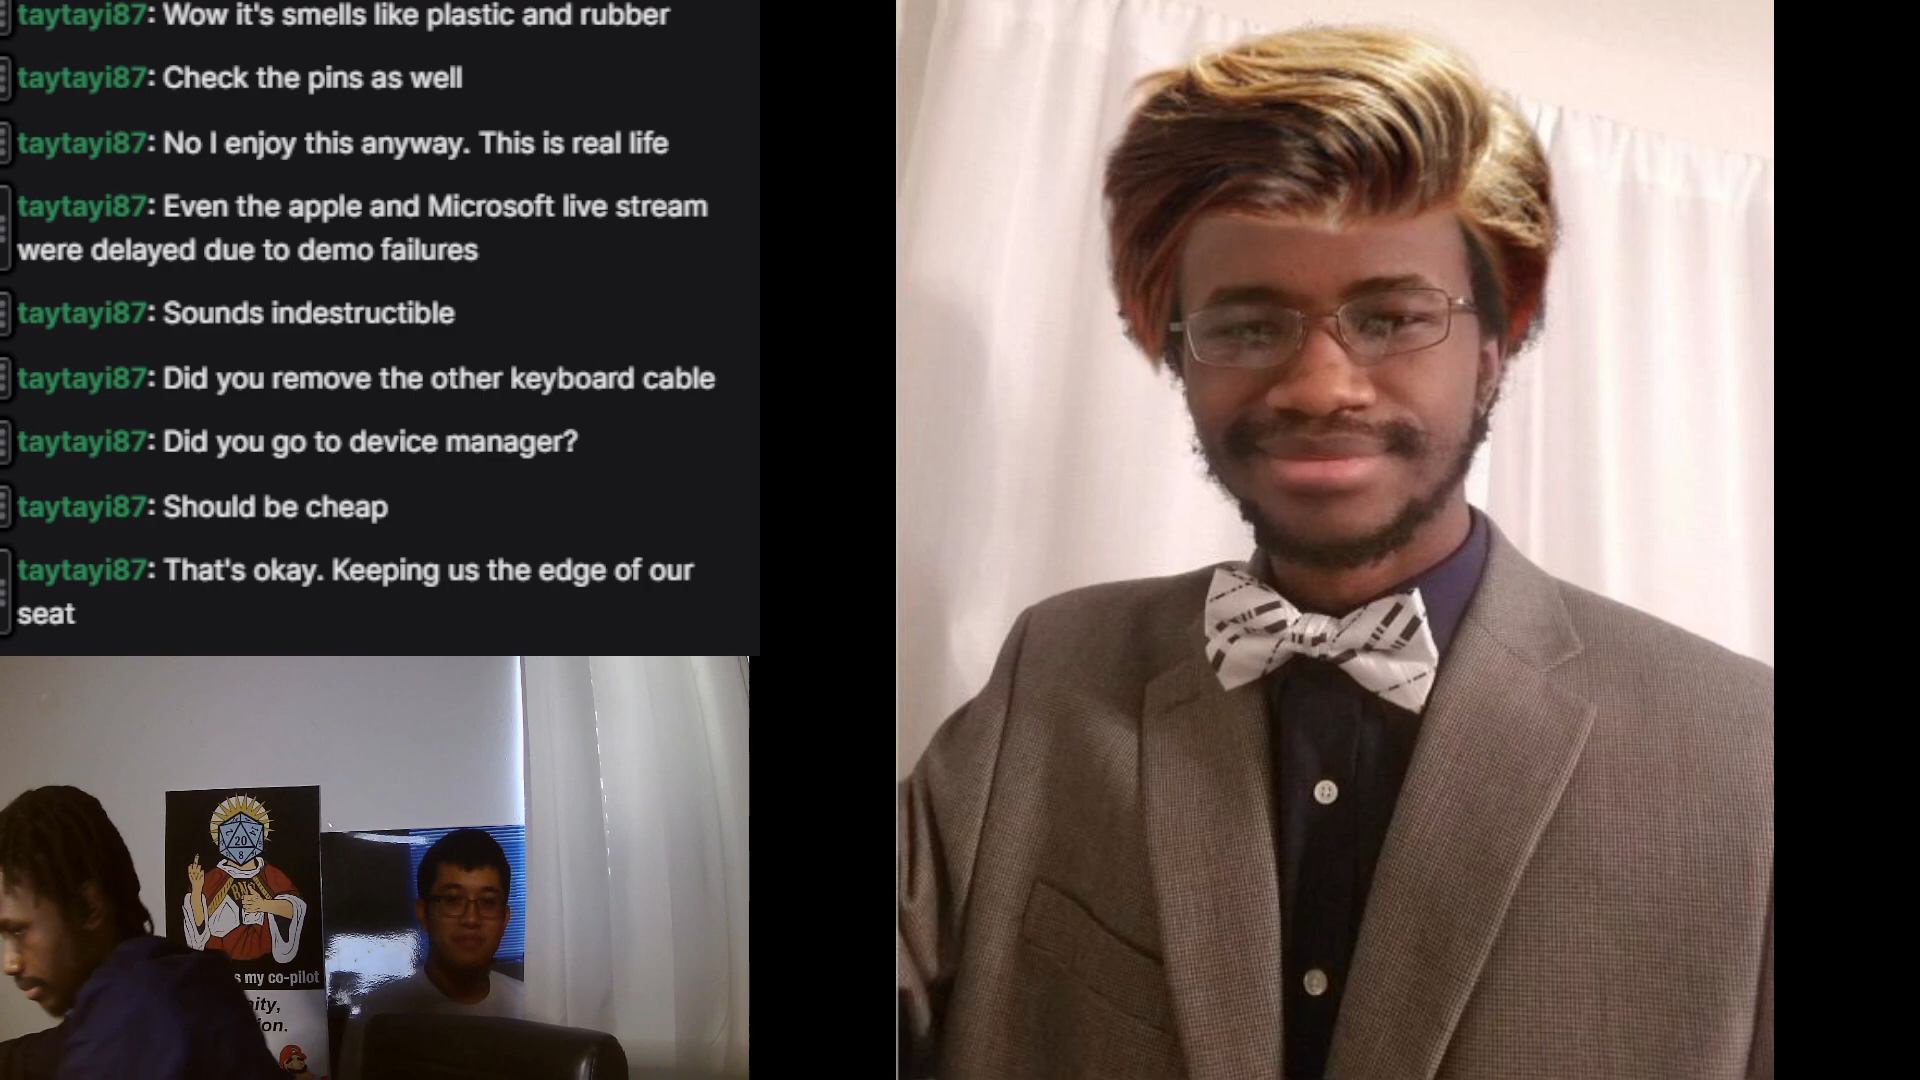 taytayi87: Wow it's smells like plastic and rubber
taytayi87: Check the pins as well
taytayi87: No I enjoy this anyway. This is real life
taytayi87: Even the apple and Microsoft live stream
were delayed due to demo failures
taytayi87: Sounds indestructible
taytayi87: Did you remove the other keyboard cable
taytayi87: Did you go to device manager?
taytayi87: Should be cheap
taytayi87: That's okay. Keeping us the edge of our
seat
20
8
s my co-pilot